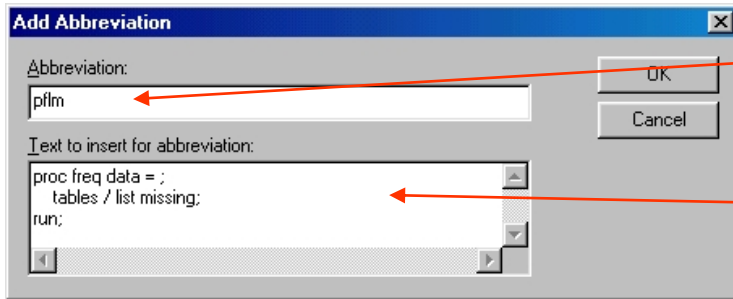 Add Abbreviation
Abbreviation:
pflm
OK
Cancel
Text to insert for abbreviation:
proc freq data = ;
tables / list missing;
run;